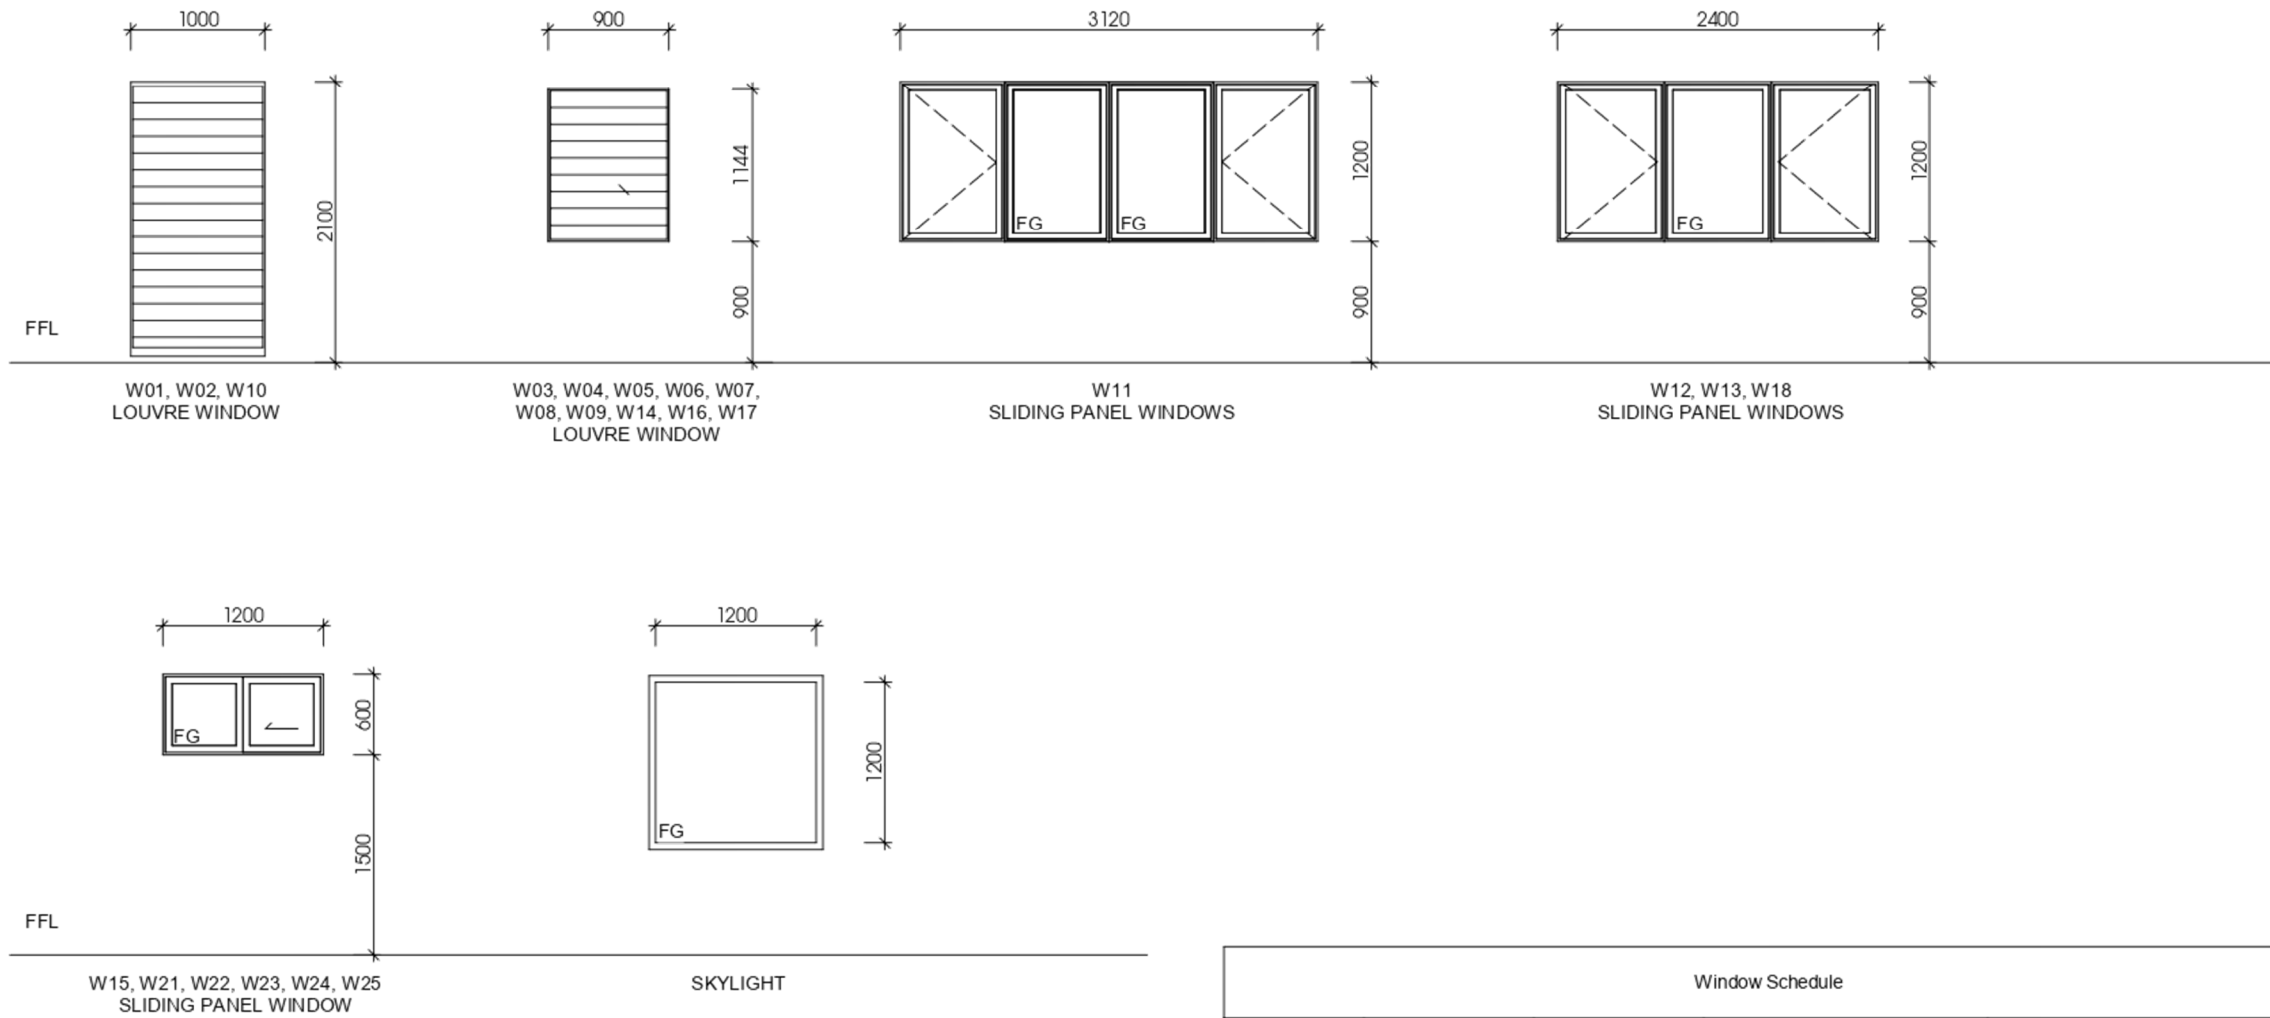 1000
900
3120
2400
2100
1144
900
1200
900
1200
900
FG
FG
FG
FFL
W01, W02, W10
LOUVRE WINDOW
W03, W04, W05, W06, W07,
W08, W09, W14, W16, W17
LOUVRE WINDOW
W11
SLIDING PANEL WINDOWS
W12, W13, W18
SLIDING PANEL WINDOWS
1200
1200
600
1500
1200
FG
FG
FFL
W15, W21, W22, W23, W24, W25
SLIDING PANEL WINDOW
SKYLIGHT
Window Schedule